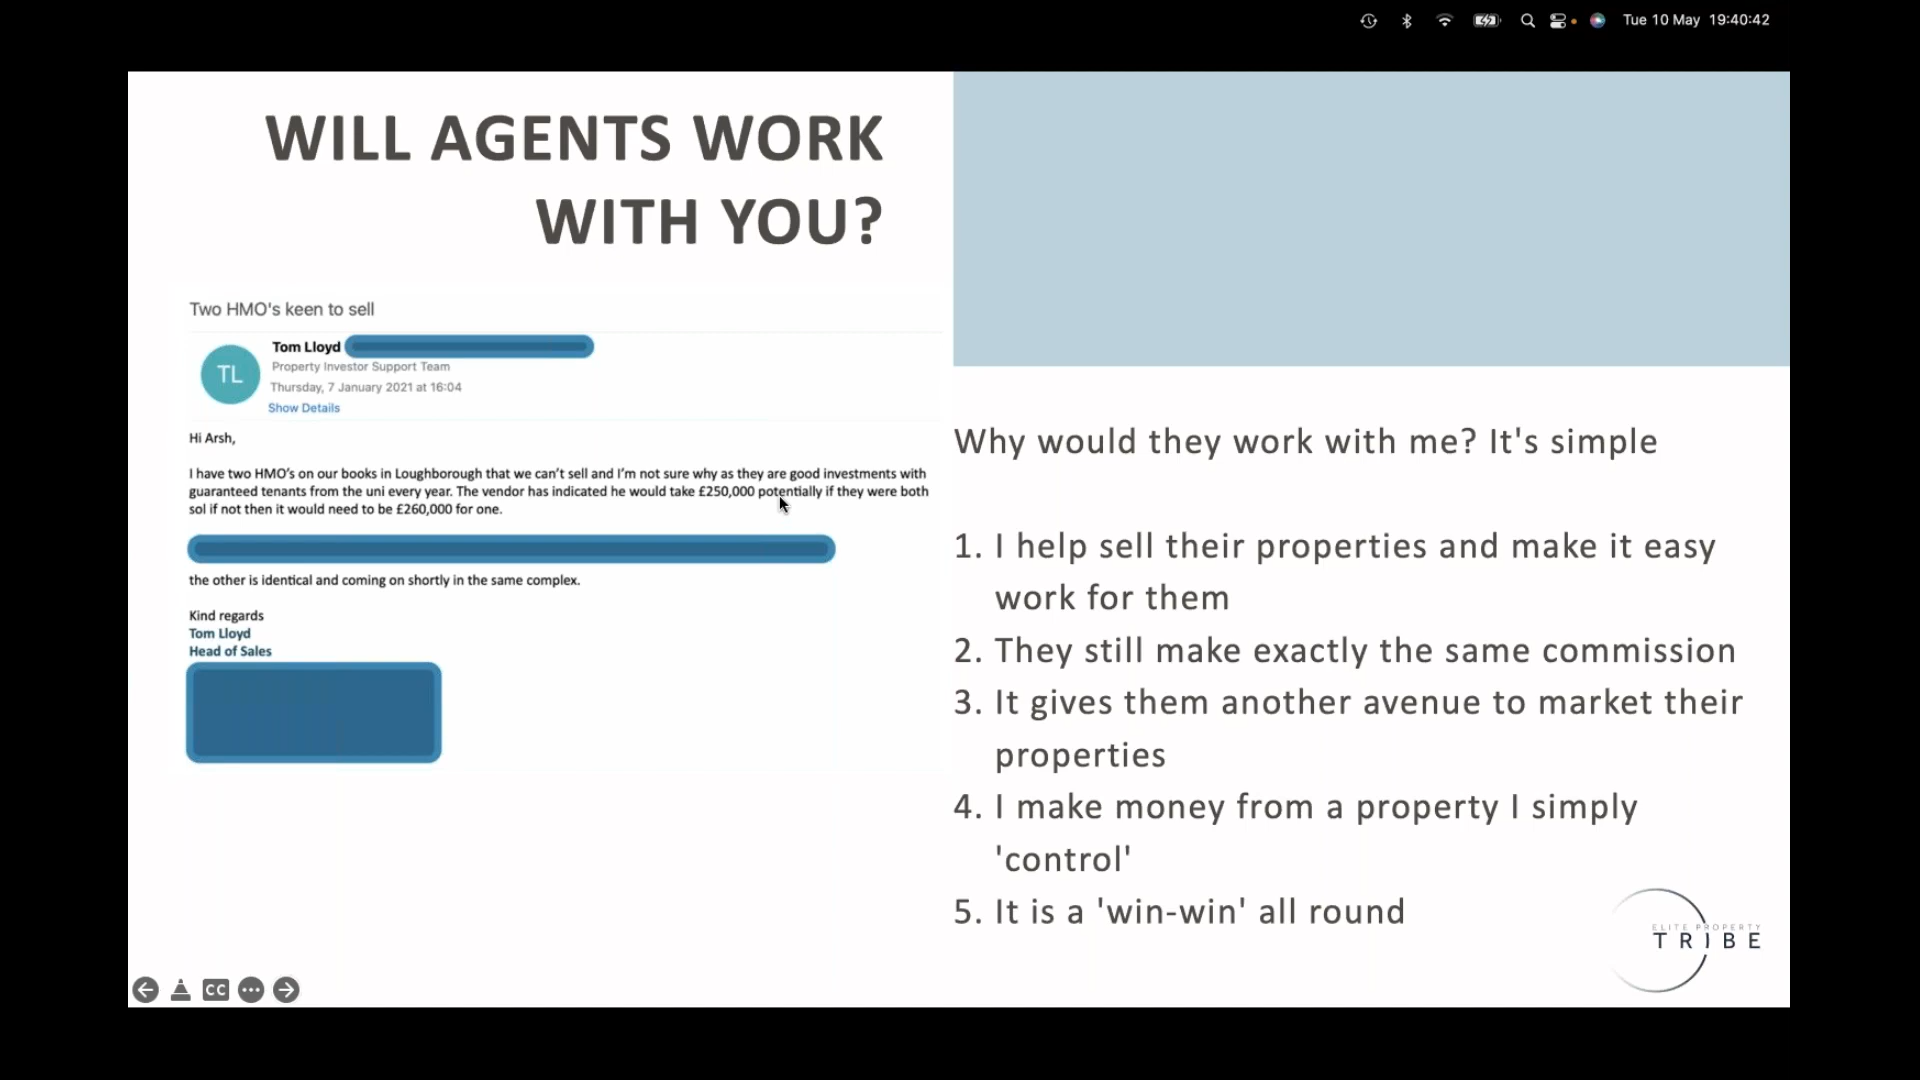 Tue 10 May 19:40:42
WILL AGENTS WORK
WITH YOU?
Two HMO's keen to sell
Tom Lloyd
TL
Property Investor Support Team
Thursday, 7 January 2021 at 16:04
Show Details
Hi Arsh,
I have two HMO's on our books in Loughborough that we can't sell and I'm not sure why as they are good investments with
guaranteed tenants from the uni every year. The vendor has indicated he would take £250,000 potentially if they were both
sol if not then it would need to be £260,000 for one.
the other is identical and coming on shortly in the same complex.
Kind regards
Tom Lloyd
Head of Sales
Why would they work with me? It's simple
1. I help sell their properties and make it easy
work for them
2. They still make exactly the same commission
3. It gives them another avenue to market their
properties
4. I make money from a property I simply
'control'
5. It is a 'win-win' all round
ELITE PROPERTY
TRIBE
CC